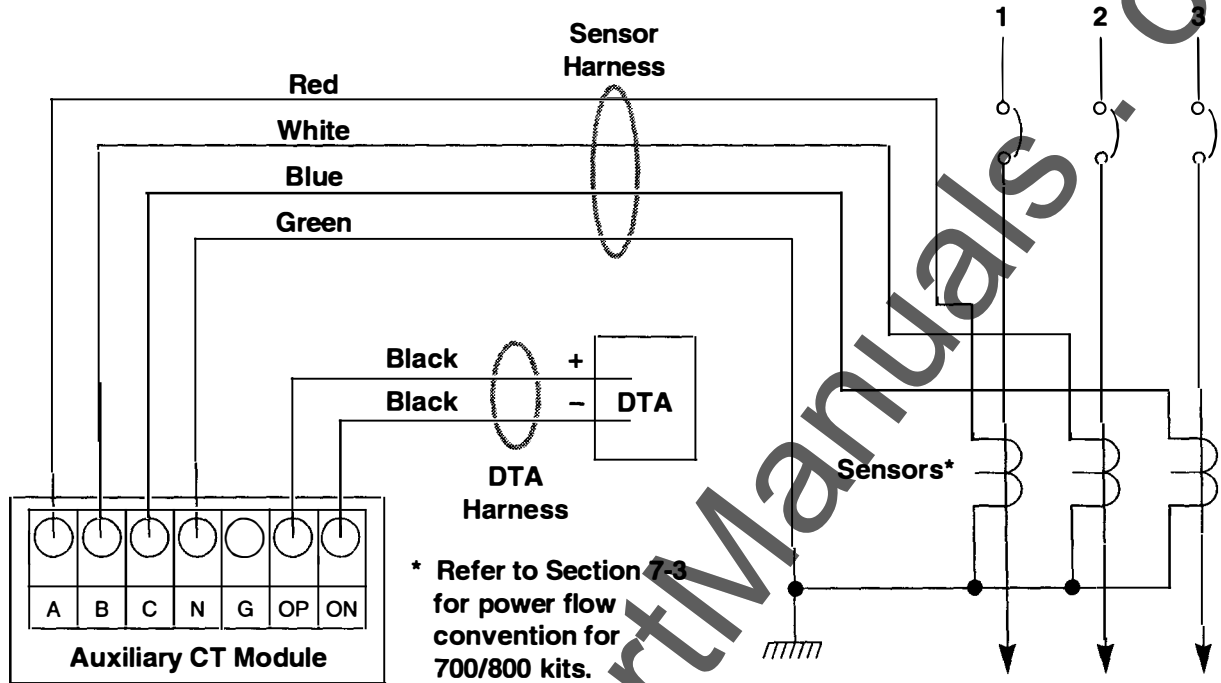 1 2 3
Sensor
Harness
Red
White
Blue
Green
Black +
Black − DTA
DTA
Harness
Sensors*
* Refer to Section 7-3
for power flow
convention for
700/800 kits.
A B C N G OP ON
Auxiliary CT Module
rtManuals . c